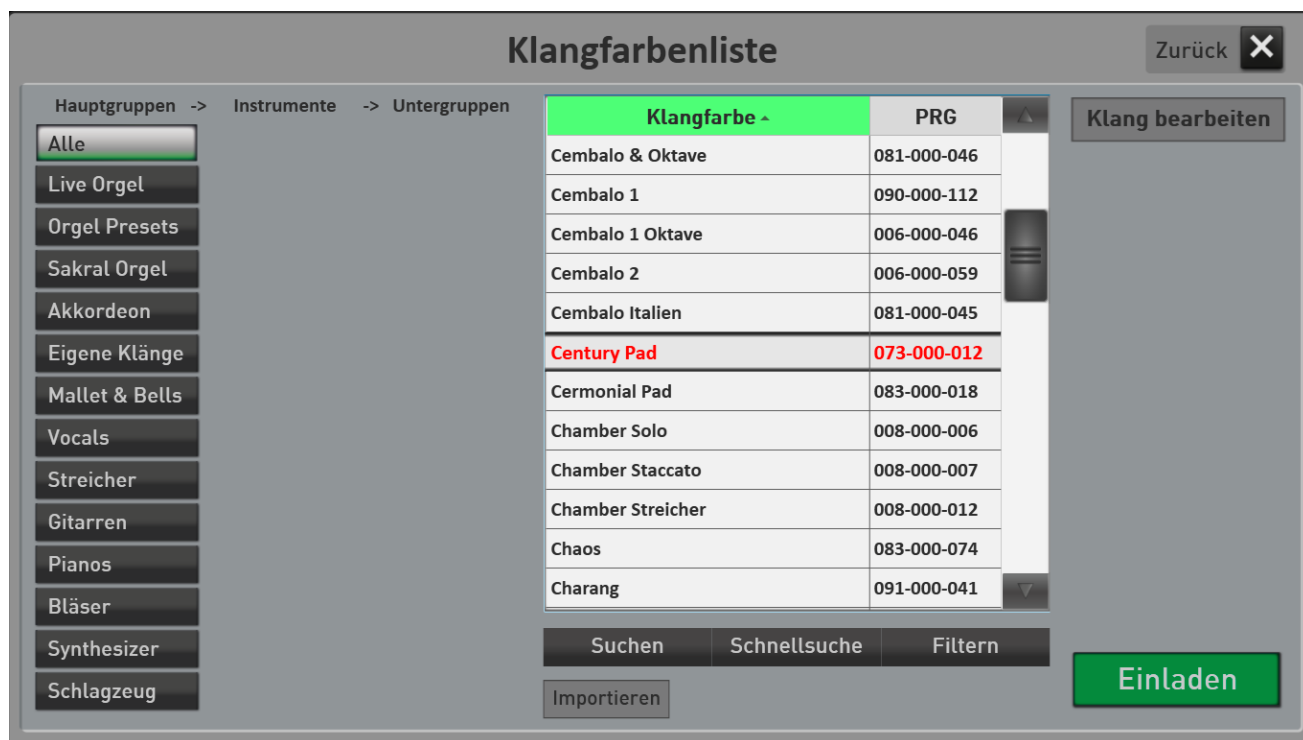 Klangfarbenliste
Zurück
Hauptgruppen -> Instrumente -> Untergruppen
Alle
Live Orgel
Orgel Presets
Sakral Orgel
Akkordeon
Eigene Klänge
Mallet & Bells
Vocals
Streicher
Gitarren
Pianos
Bläser
Synthesizer
Schlagzeug
Klangfarbe PRG
Cembalo & Oktave 081-000-046
Cembalo 1 090-000-112
Cembalo 1 Oktave 006-000-046
Cembalo 2 006-000-059
Cembalo Italien 081-000-045
Century Pad 073-000-012
Cermonial Pad 083-000-018
Chamber Solo 008-000-006
Chamber Staccato 008-000-007
Chamber Streicher 008-000-012
Chaos 083-000-074
Charang 091-000-041
Suchen Schnellsuche Filtern
Importieren
Klang bearbeiten
Einladen